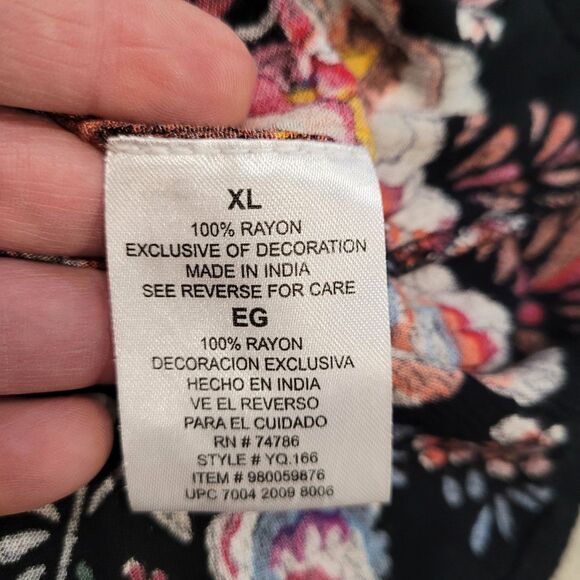 XL
100% RAYON
EXCLUSIVE OF DECORATION
MADE IN INDIA
SEE REVERSE FOR CARE
EG
100% RAYON
DECORACION EXCLUSIVA
HECHO EN INDIA
VE EL REVERSO
PARA EL CUIDADO
RN # 74786
STYLE # YQ.166
ITEM # 980059876
UPC 7004 2009 8006